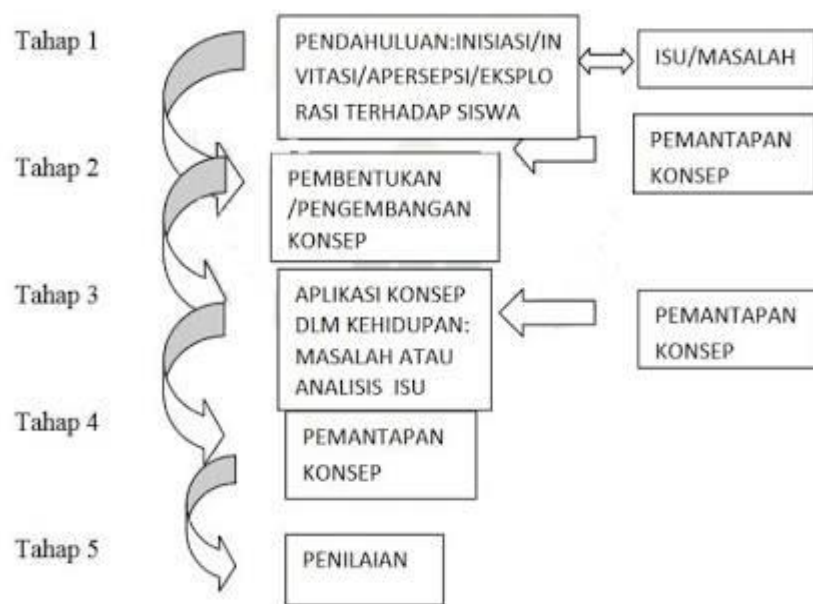 Tahap 1
PENDAHULUAN:INISIASI/IN
VITASI/APERSEPSI/EKSPLO
RASI TERHADAP SISWA
ISU/MASALAH
Tahap 2
PEMBENTUKAN
/PENGEMBANGAN
KONSEP
PEMANTAPAN
KONSEP
Tahap 3
APLIKASI KONSEP
DLM KEHIDUPAN:
MASALAH ATAU
ANALISIS ISU
PEMANTAPAN
KONSEP
Tahap 4
PEMANTAPAN
KONSEP
Tahap 5
PENILAIAN